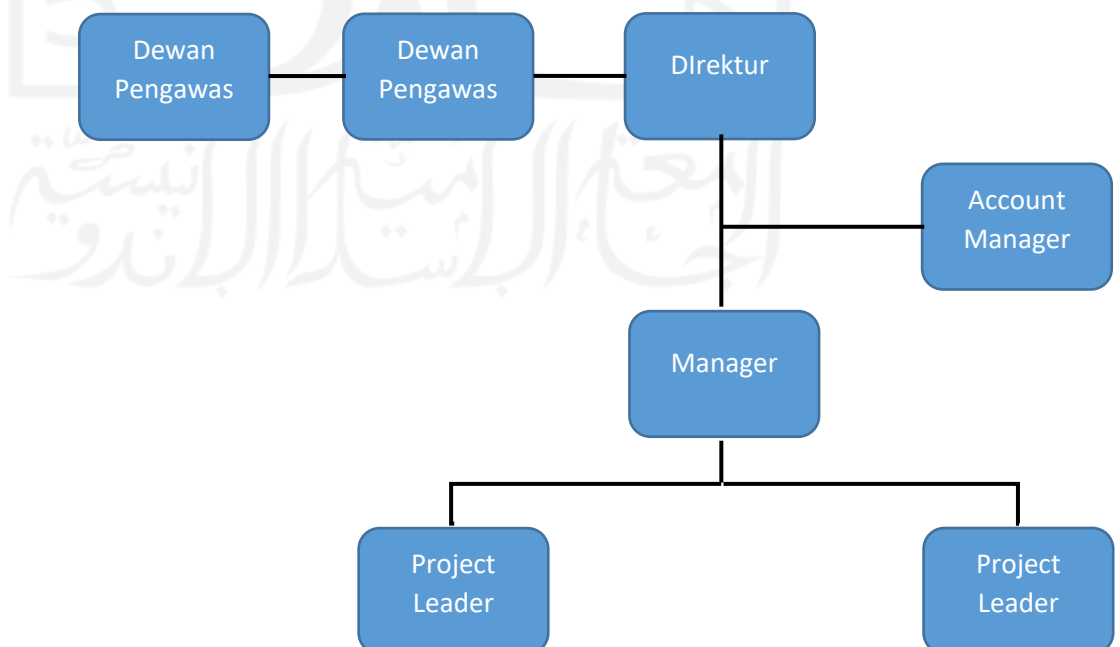 Dewan
Pengawas
Dewan
Pengawas
DIrektur
Account
Manager
Manager
Project
Leader
Project
Leader